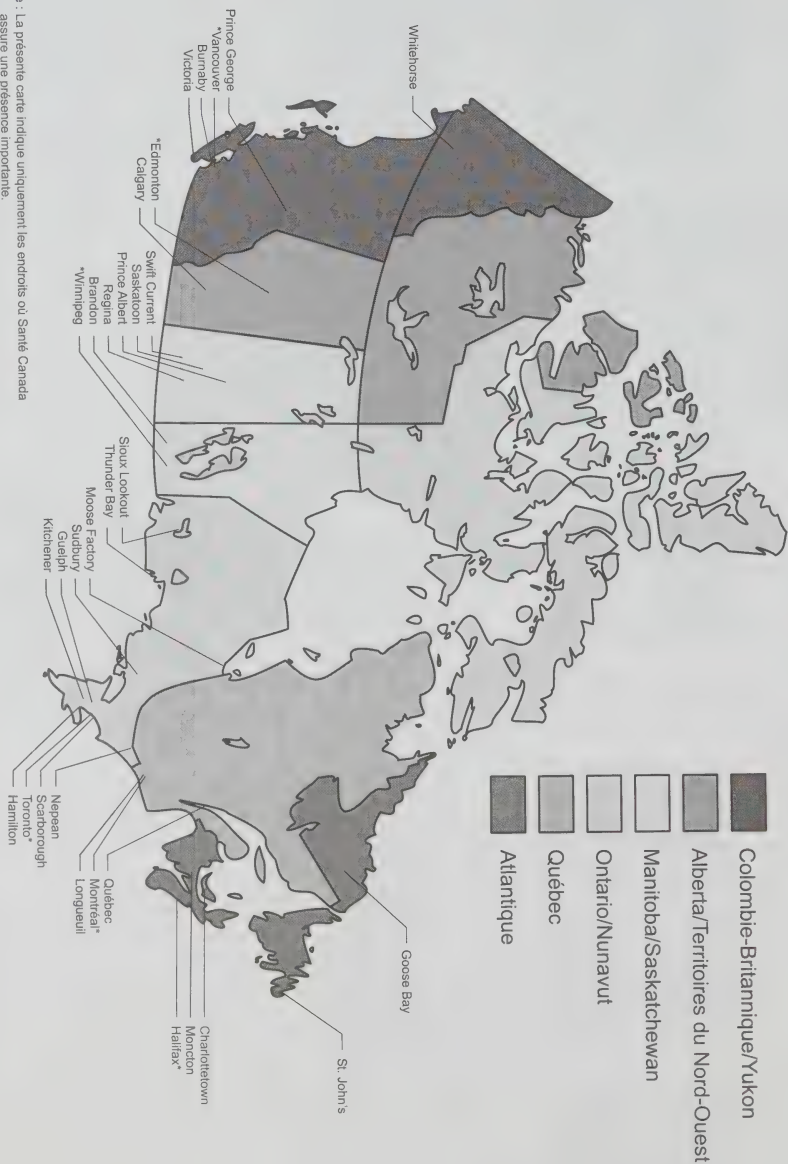 Colombie-Britannique/Yukon
Alberta/Territoires du Nord-Ouest
Manitoba/Saskatchewan
Ontario/Nunavut
Québec
Atlantique
Whitehorse
Prince George
*Vancouver
Burnaby
Victoria
*Edmonton
Calgary
Swift Current
Saskatoon
Prince Albert
Regina
Brandon
*Winnipeg
Sioux Lookout
Thunder Bay
Moose Factory
Sudbury
Guelph
Kitchener
Nepean
Scarborough
Toronto*
Hamilton
Québec
Montréal*
Longueuil
Goose Bay
St. John's
Charlottetown
Moncton
Halifax*
: La présente carte indique uniquement les endroits où Santé Canada
assure une présence importante.